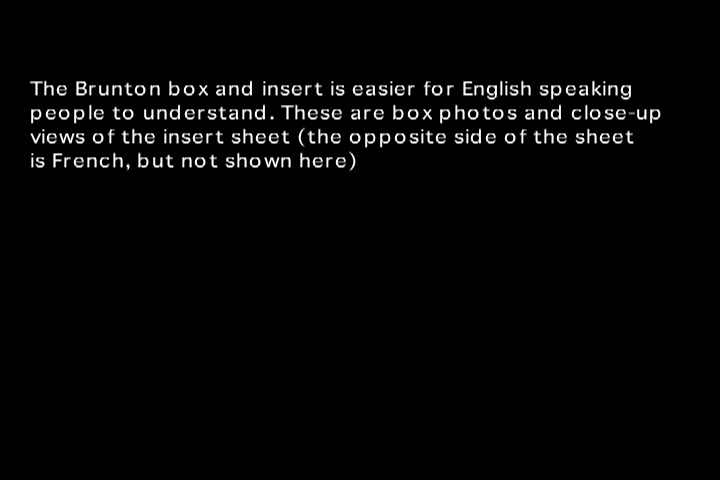 The Brunton box and insert is easier for English speaking
people to understand. These are box photos and close-up
views of the insert sheet (the opposite side of the sheet
is French, but not shown here)